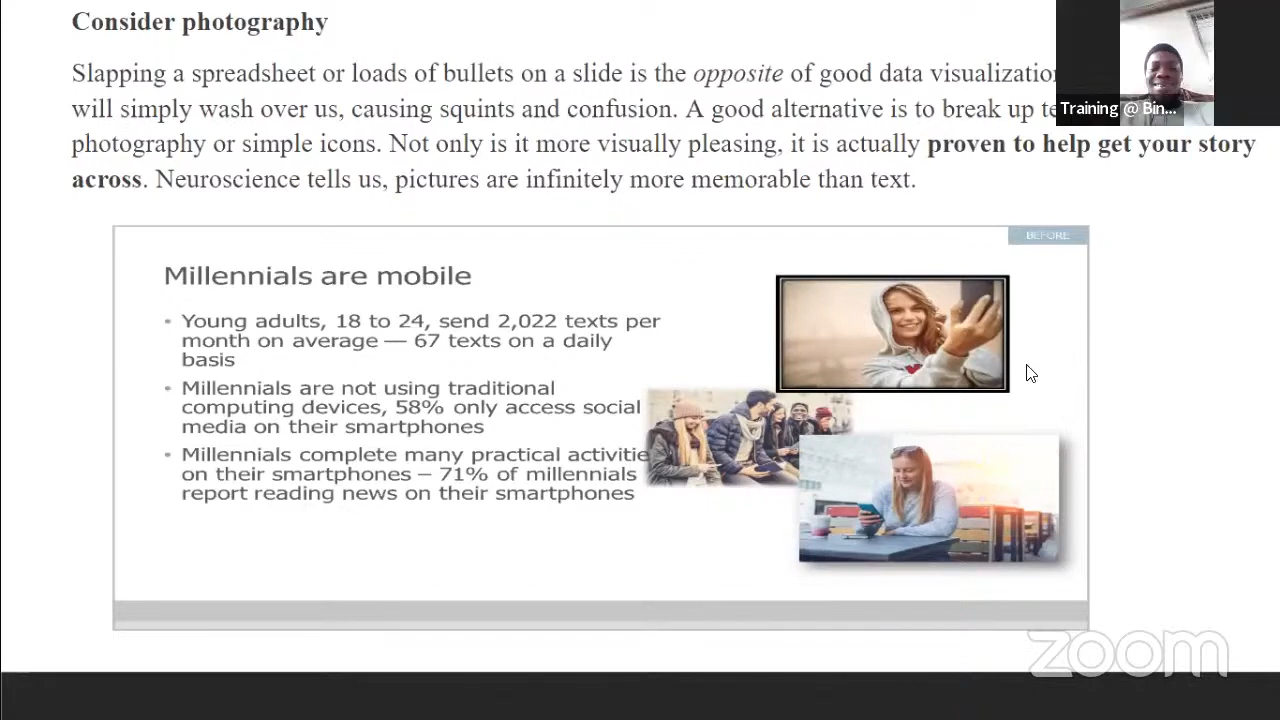 Consider photography
Slapping a spreadsheet or loads of bullets on a slide is the opposite of good data visualization
will simply wash over us, causing squints and confusion. A good alternative is to break up te
photography or simple icons. Not only is it more visually pleasing, it is actually proven to help get your story
across. Neuroscience tells us, pictures are infinitely more memorable than text.
Training @ Bin...
BEFORE
Millennials are mobile
• Young adults, 18 to 24, send 2,022 texts per
month on average — 67 texts on a daily
basis
• Millennials are not using traditional
computing devices, 58% only access social
media on their smartphones
• Millennials complete many practical activitie
on their smartphones – 71% of millennials
report reading news on their smartphones
zoom